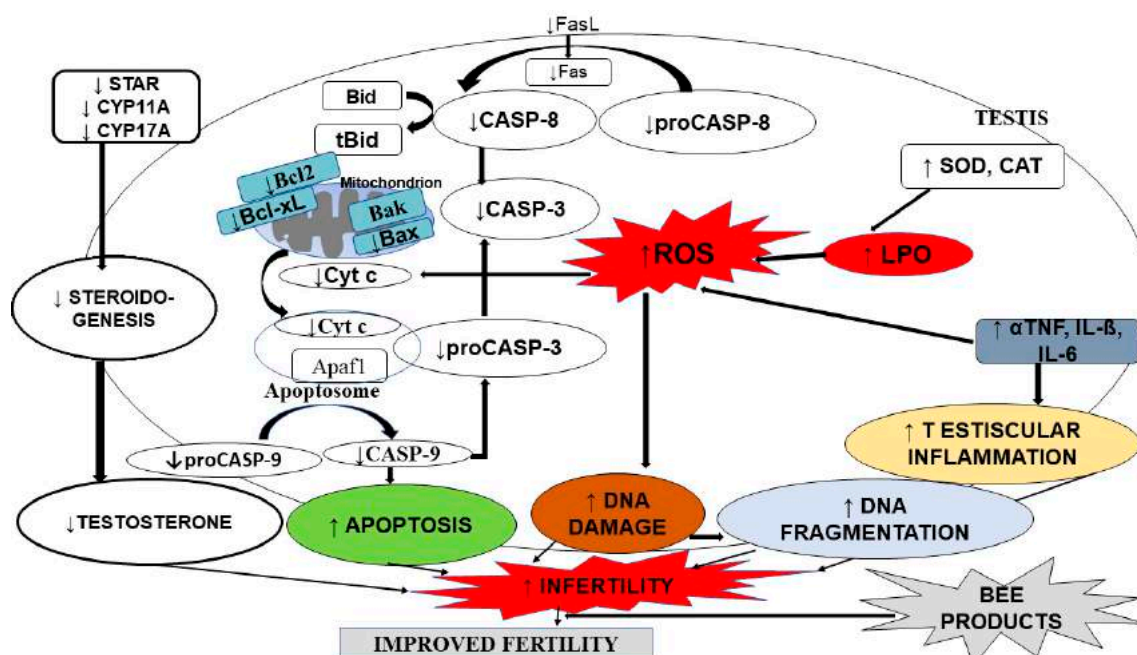 ↓FasL
↓Fas
↓ STAR
↓ CYP11A
↓ CYP17A
Bid
tBid
↓CASP-8
↓proCASP-8
TESTIS
↑ SOD, CAT
↓Bcl2
↓Bcl-xL
Mitochondrion
Bak
↓Bax
↓CASP-3
↑ROS
↑ LPO
↓ STEROIDO-
GENESIS
↓Cyt c
↓Cyt c
Apaf1
Apoptosome
↓proCASP-3
↑ αTNF, IL-ß,
IL-6
↑ T ESTISCULAR
INFLAMMATION
↓proCASP-9
↓CASP-9
↓TESTOSTERONE
↑ APOPTOSIS
↑ DNA
DAMAGE
↑ DNA
FRAGMENTATION
↑ INFERTILITY
BEE
PRODUCTS
IMPROVED FERTILITY